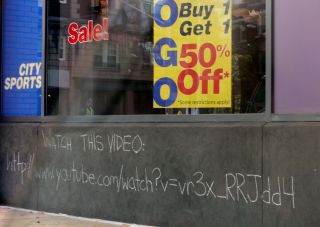 Sale!
CITY
SPORTS
O
G
O
Buy 1
Get 1
50%
Off*
*Some restrictions apply
WATCH THIS VIDEO:
http://www.youtube.com/watch?v=vr3x_RRJdd4